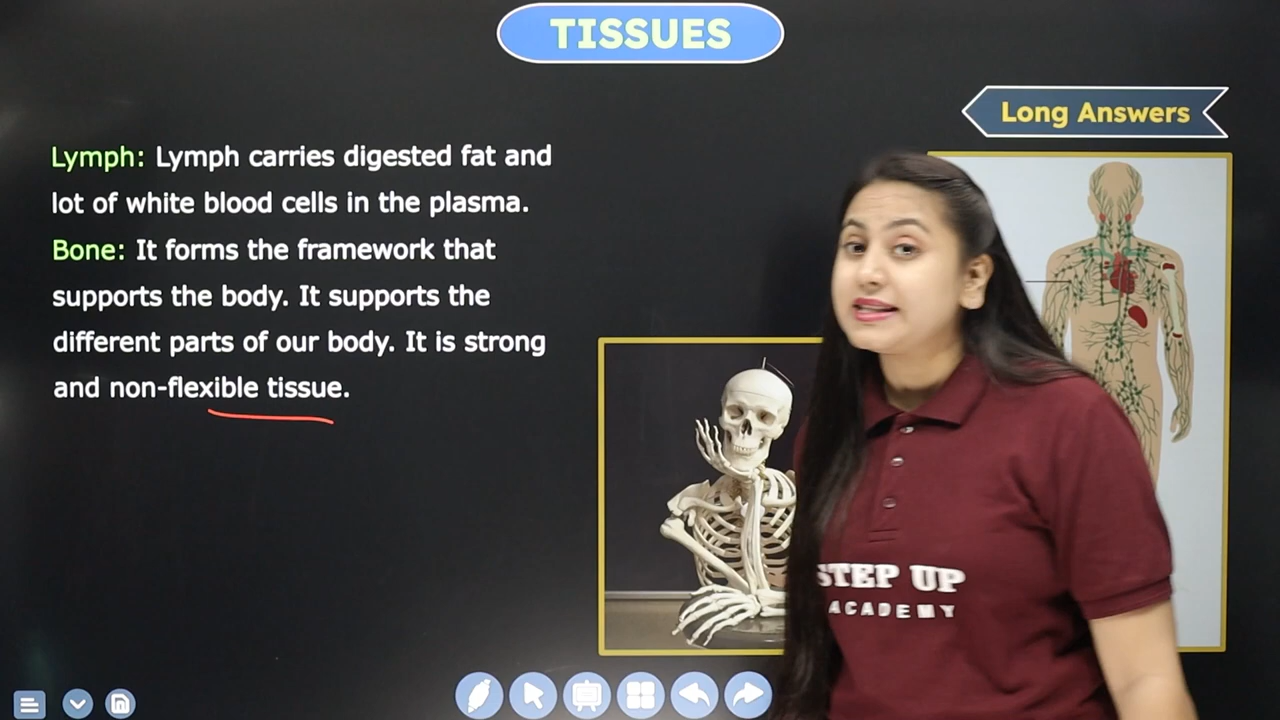 TISSUES
Long Answers
Lymph: Lymph carries digested fat and
lot of white blood cells in the plasma.
Bone: It forms the framework that
supports the body. It supports the
different parts of our body. It is strong
and non-flexible tissue.
STEP UP
ACADEMY